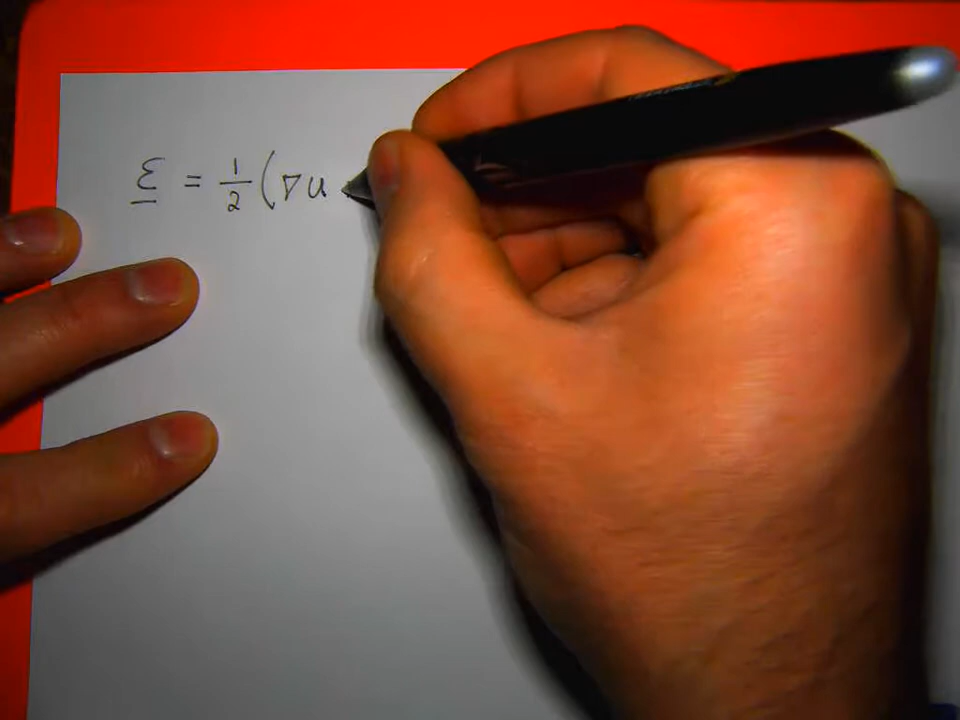 ε = 1/2 (∇u